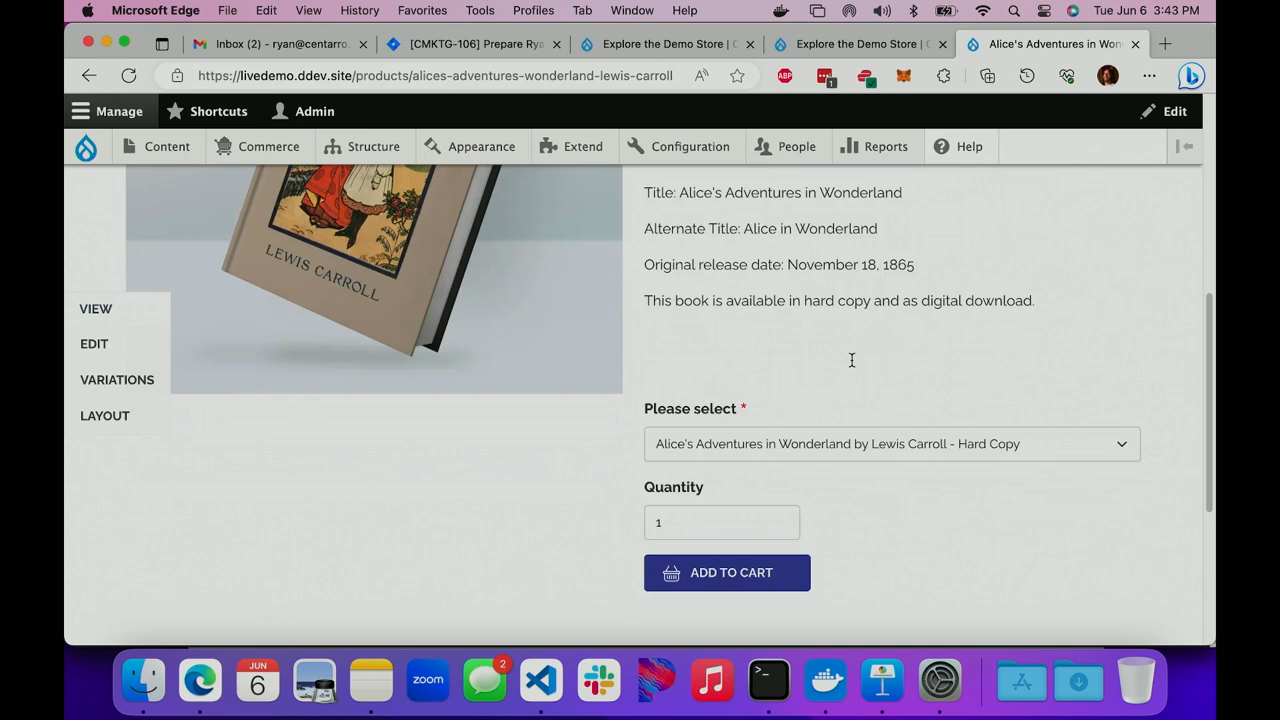 Microsoft Edge File Edit View History Favorites Tools Profiles Tab Window Help Tue Jun 6 3:43 PM
Inbox (2) - ryan@centarro. [CMKTG-106] Prepare Rya Explore the Demo Store | C Explore the Demo Store | C Alice's Adventures in Won
https://livedemo.ddev.site/products/alices-adventures-wonderland-lewis-carroll ABP 1
Manage Shortcuts Admin Edit
Content Commerce Structure Appearance Extend Configuration People Reports Help
LEWIS CARROLL
Title: Alice's Adventures in Wonderland
Alternate Title: Alice in Wonderland
Original release date: November 18, 1865
This book is available in hard copy and as digital download.
VIEW
EDIT
VARIATIONS
LAYOUT
Please select *
Alice's Adventures in Wonderland by Lewis Carroll - Hard Copy
Quantity
1
ADD TO CART
JUN
6
zoom
2